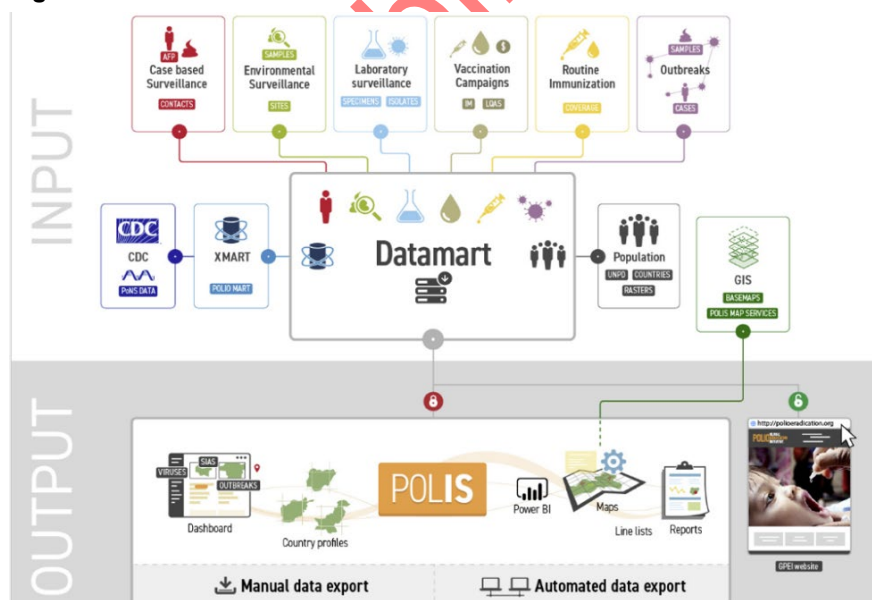 INPUT
AFP
Case based
Surveillance
CONTACTS
SAMPLES
Environmental
Surveillance
SITES
Laboratory
surveillance
SPECIMENS ISOLATES
Vaccination
Campaigns
IM LQAS
Routine
Immunization
COVERAGE
SAMPLES
Outbreaks
CASES
CDC
CDC
PoNS DATA
XMART
POLIO MART
Datamart
Population
UNPD COUNTRIES
RASTERS
GIS
BASEMAPS
POLIS MAP SERVICES
OUTPUT
VIRUSES
SIAS
OUTBREAKS
Dashboard
Country profiles
POLIS
Power BI
Maps
Line lists
Reports
http://polioeradication.org
GPEI website
Manual data export
Automated data export